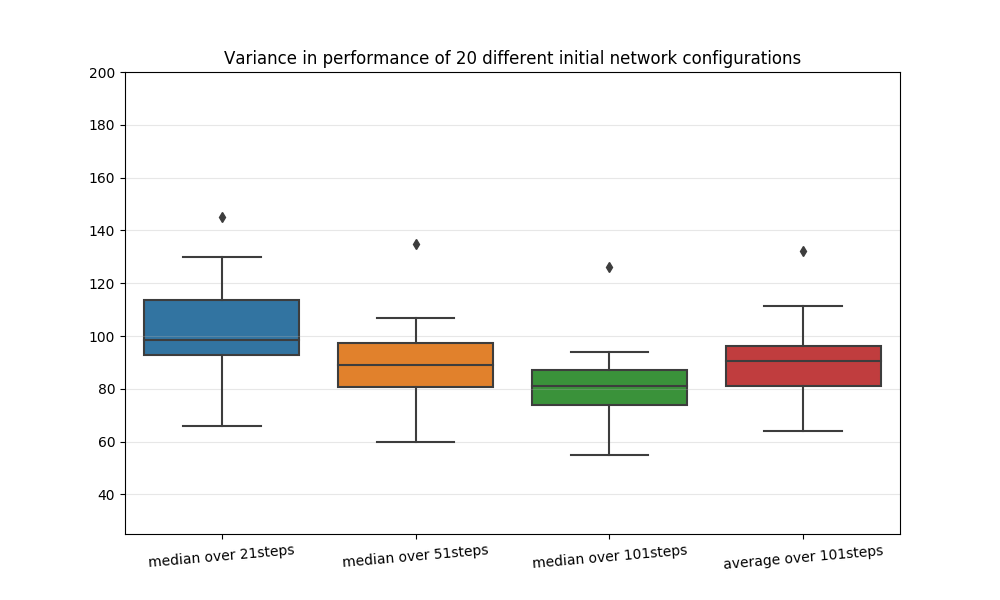 Variance in performance of 20 different initial network configurations
200
180
160
140
120
100
80
60
40
median over 21steps
median over 51steps
median over 101steps
average over 101steps